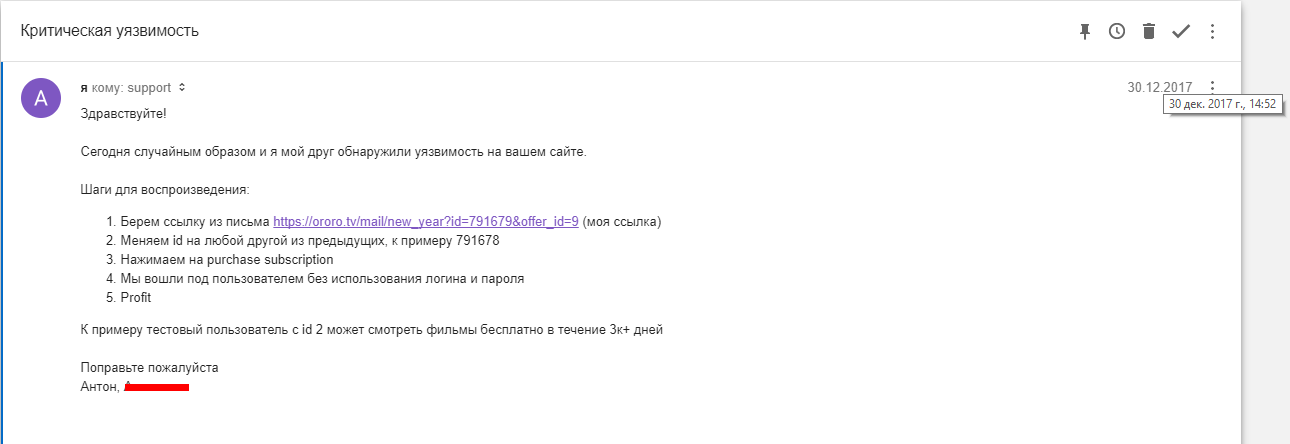 Критическая уязвимость
А
я кому: support
30.12.2017
30 дек. 2017 г., 14:52
Здравствуйте!
Сегодня случайным образом и я мой друг обнаружили уязвимость на вашем сайте.
Шаги для воспроизведения:
1. Берем ссылку из письма https://ororo.tv/mail/new_year?id=791679&offer_id=9 (моя ссылка)
2. Меняем id на любой другой из предыдущих, к примеру 791678
3. Нажимаем на purchase subscription
4. Мы вошли под пользователем без использования логина и пароля
5. Profit
К примеру тестовый пользователь с id 2 может смотреть фильмы бесплатно в течение 3к+ дней
Поправьте пожалуйста
Антон,